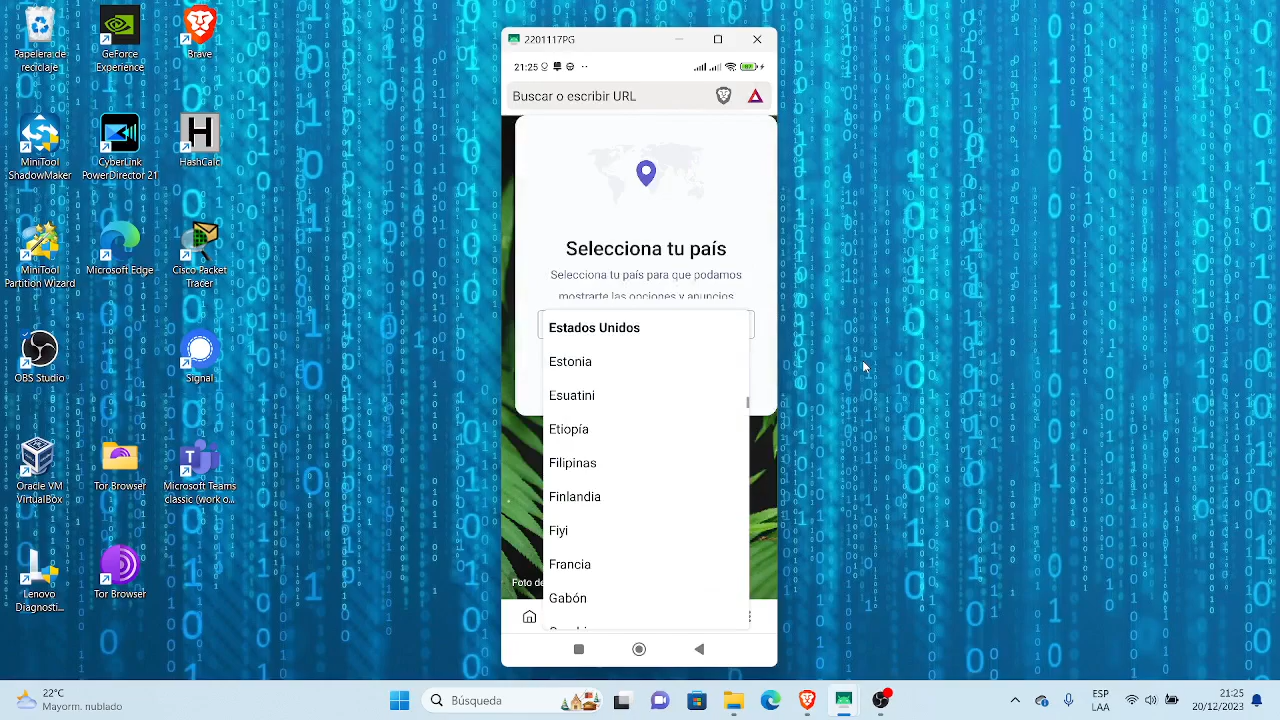 Papelera de
reciclaje
GeForce
Experience
Brave
MiniTool
ShadowMaker
CyberLink
PowerDirector 21
HashCalc
MiniTool
Partition Wizard
Microsoft Edge
Cisco Packet
Tracer
OBS Studio
Signal
Oracle VM
VirtualBox
Tor Browser
Microsoft Teams
classic (work o...
Lenovo
Diagnosti...
Tor Browser
2201117PG
21:25
87
Buscar o escribir URL
Selecciona tu país
Selecciona tu país para que podamos
mostrarte las opciones y anuncios
Estados Unidos
Estonia
Esuatini
Etiopía
Filipinas
Finlandia
Fiyi
Francia
Gabón
Foto de
22°C
Mayorm. nublado
Búsqueda
ESP
LAA
21:25
20/12/2023